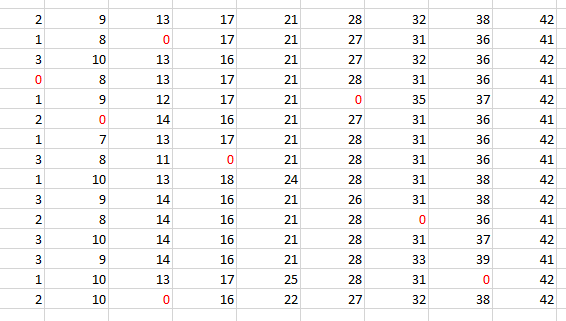 2 9 13 17 21 28 32 38 42
1 8 0 17 21 27 31 36 41
3 10 13 16 21 27 32 36 42
0 8 13 17 21 28 31 36 41
1 9 12 17 21 0 35 37 42
2 0 14 16 21 27 31 36 41
1 7 13 17 21 28 31 36 42
3 8 11 0 21 28 31 36 41
1 10 13 18 24 28 31 38 42
3 9 14 16 21 26 31 38 42
2 8 14 16 21 28 0 36 41
3 10 14 16 21 28 31 37 42
3 9 14 16 21 28 33 39 41
1 10 13 17 25 28 31 0 42
2 10 0 16 22 27 32 38 42